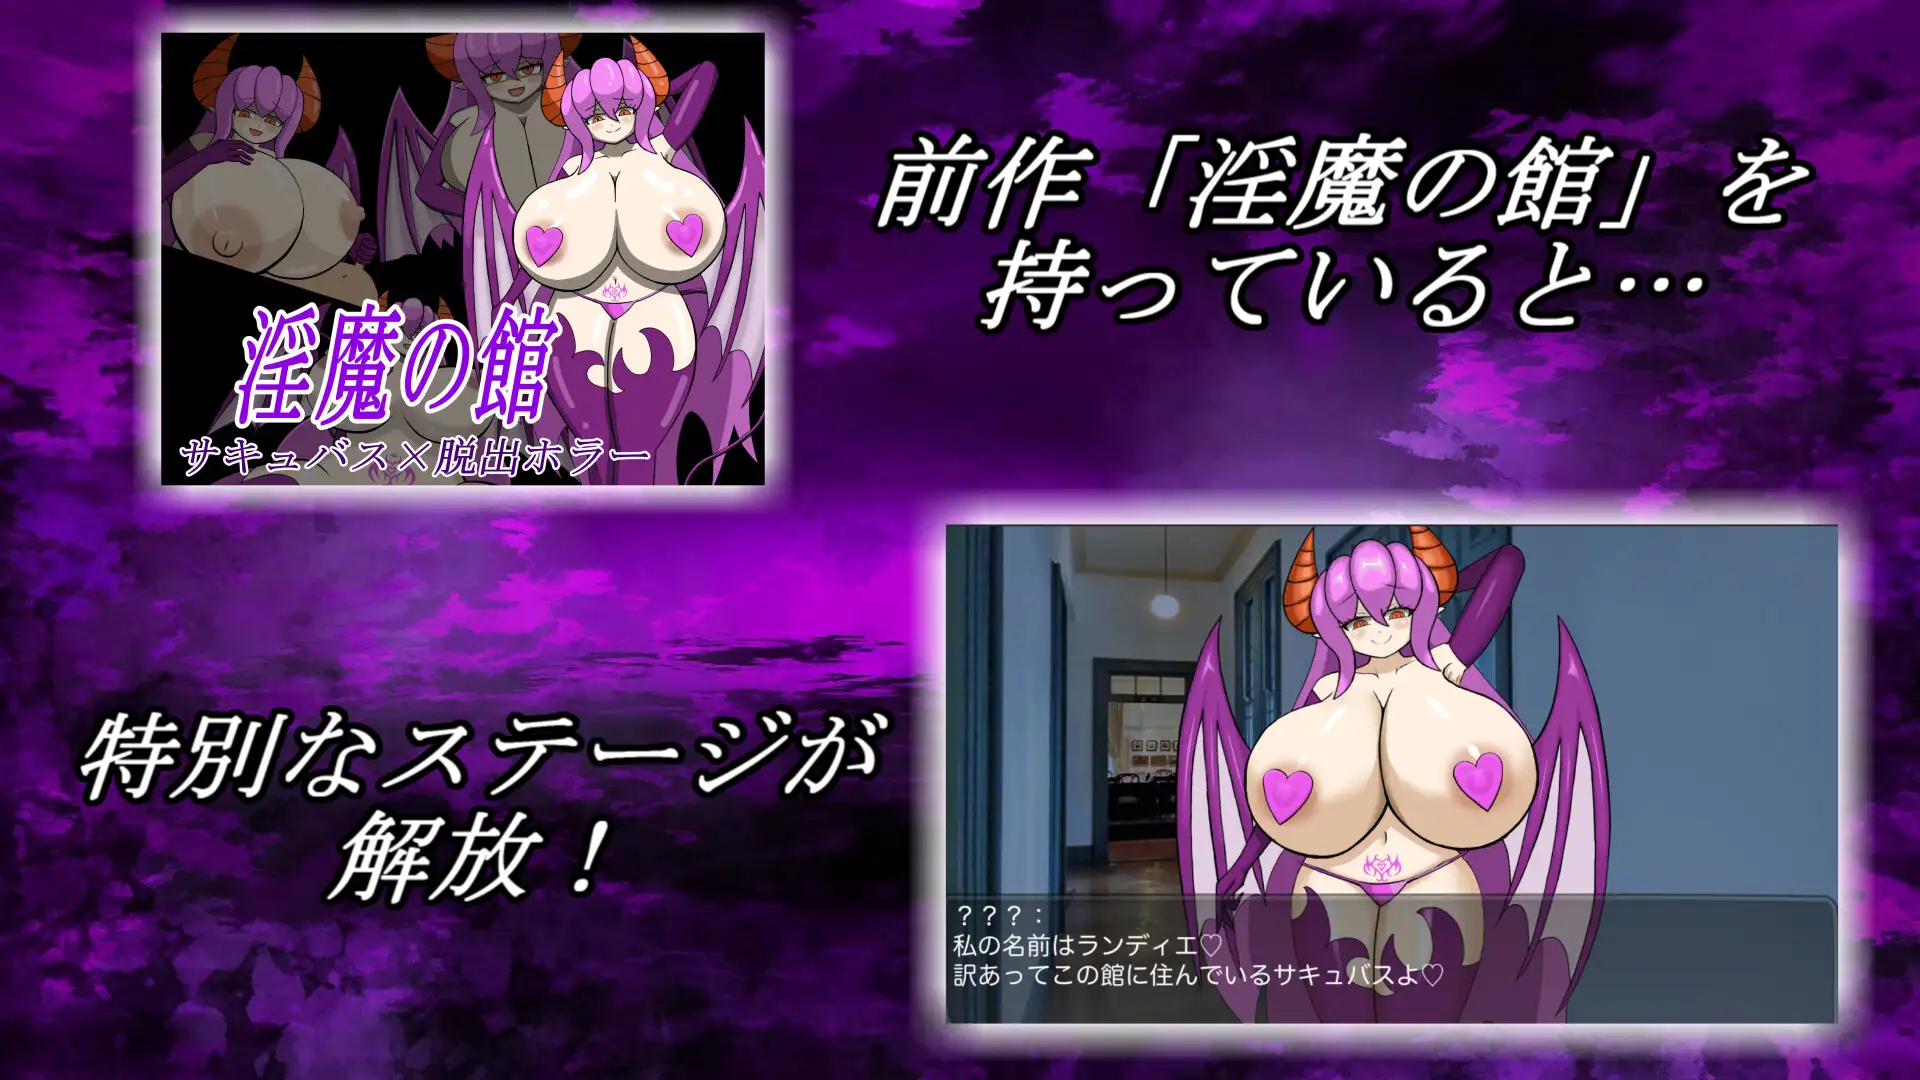 前作「淫魔の館」を
持っていると…
淫魔の館
サキュバス×脱出ホラー
特別なステージが
解放！
？？？：
私の名前はランディエ♡
訳あってこの館に住んでいるサキュバスよ♡